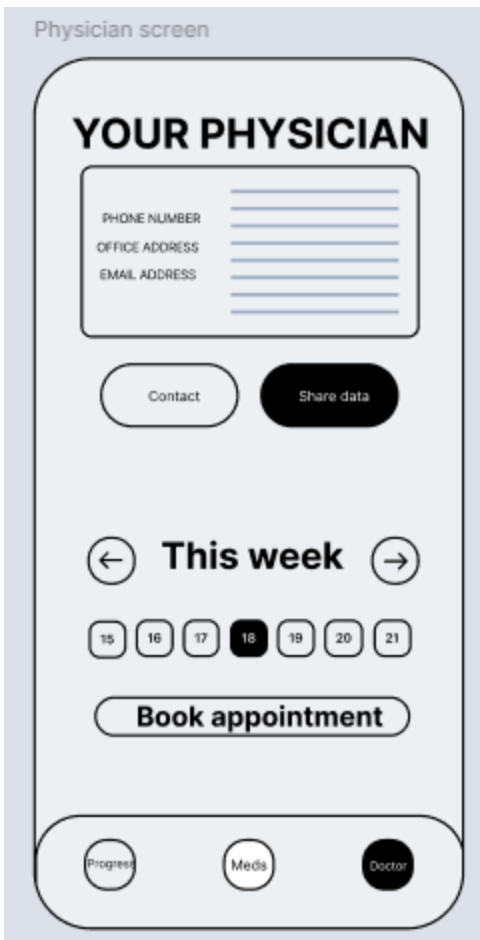 Physician screen
YOUR PHYSICIAN
PHONE NUMBER
OFFICE ADDRESS
EMAIL ADDRESS
Contact Share data
← This week →
15 16 17 18 19 20 21
Book appointment
Progress Meds Doctor